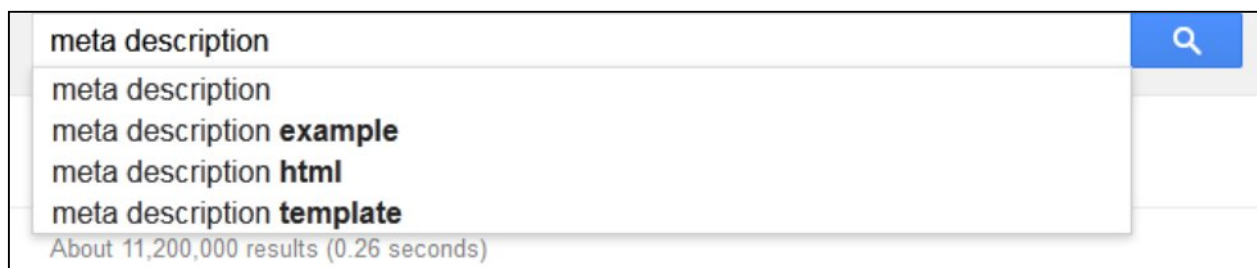 meta description
meta description
meta description example
meta description html
meta description template
About 11,200,000 results (0.26 seconds)